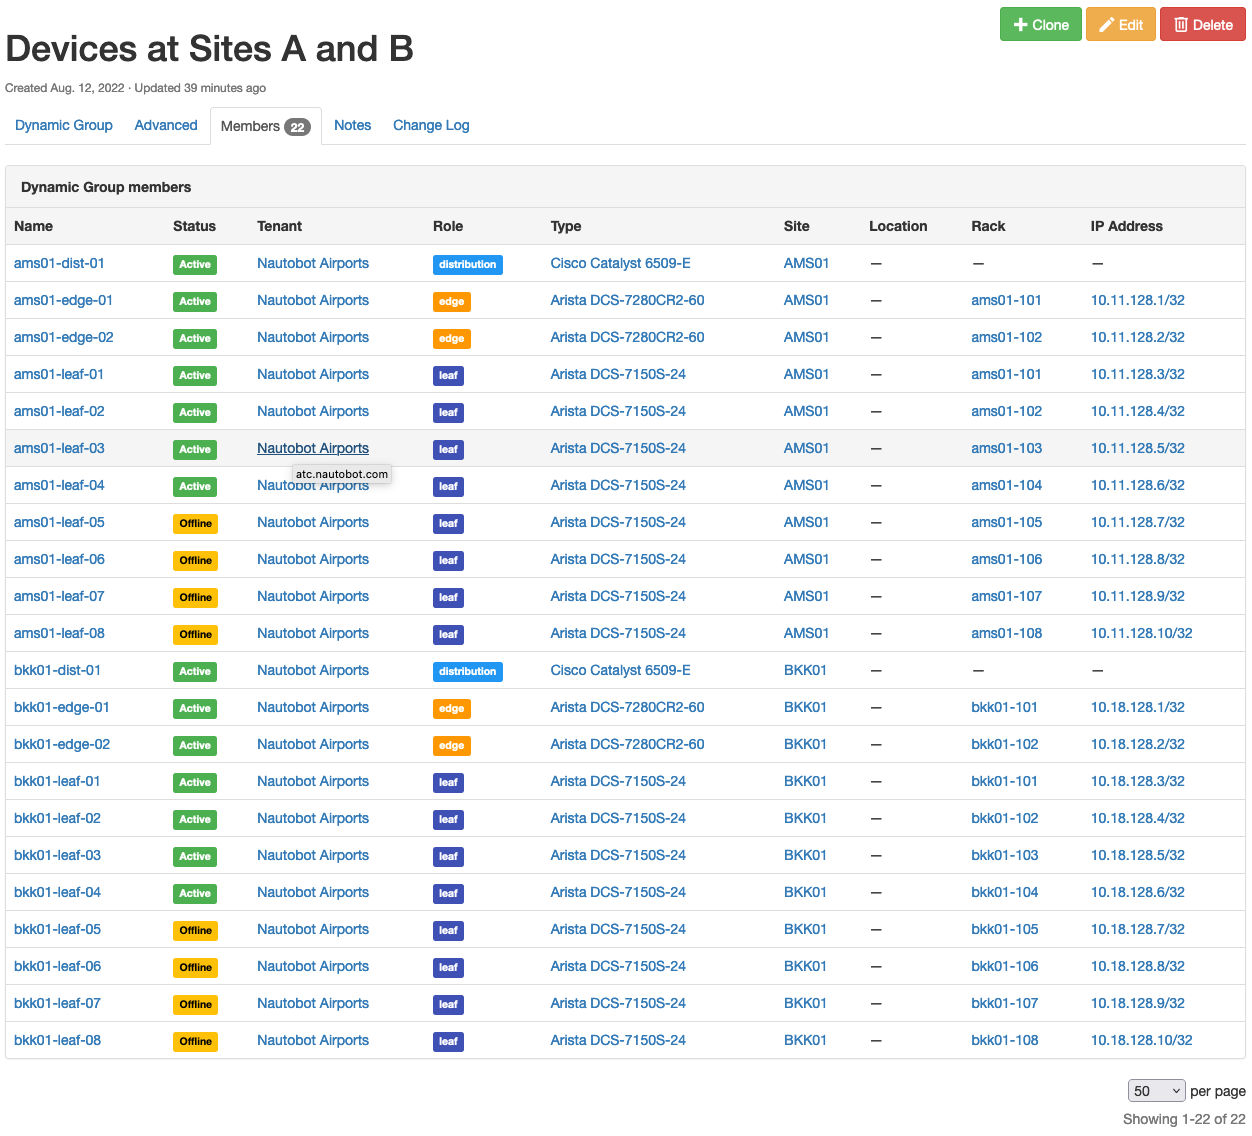 Clone Edit Delete
Devices at Sites A and B
Created Aug. 12, 2022 · Updated 39 minutes ago
Dynamic Group Advanced Members 22 Notes Change Log
Dynamic Group members
Name Status Tenant Role Type Site Location Rack IP Address
ams01-dist-01 Active Nautobot Airports distribution Cisco Catalyst 6509-E AMS01 — — —
ams01-edge-01 Active Nautobot Airports edge Arista DCS-7280CR2-60 AMS01 — ams01-101 10.11.128.1/32
ams01-edge-02 Active Nautobot Airports edge Arista DCS-7280CR2-60 AMS01 — ams01-102 10.11.128.2/32
ams01-leaf-01 Active Nautobot Airports leaf Arista DCS-7150S-24 AMS01 — ams01-101 10.11.128.3/32
ams01-leaf-02 Active Nautobot Airports leaf Arista DCS-7150S-24 AMS01 — ams01-102 10.11.128.4/32
ams01-leaf-03 Active Nautobot Airports leaf Arista DCS-7150S-24 AMS01 — ams01-103 10.11.128.5/32
atc.nautobot.com
ams01-leaf-04 Active Nautobot Airports leaf Arista DCS-7150S-24 AMS01 — ams01-104 10.11.128.6/32
ams01-leaf-05 Offline Nautobot Airports leaf Arista DCS-7150S-24 AMS01 — ams01-105 10.11.128.7/32
ams01-leaf-06 Offline Nautobot Airports leaf Arista DCS-7150S-24 AMS01 — ams01-106 10.11.128.8/32
ams01-leaf-07 Offline Nautobot Airports leaf Arista DCS-7150S-24 AMS01 — ams01-107 10.11.128.9/32
ams01-leaf-08 Offline Nautobot Airports leaf Arista DCS-7150S-24 AMS01 — ams01-108 10.11.128.10/32
bkk01-dist-01 Active Nautobot Airports distribution Cisco Catalyst 6509-E BKK01 — — —
bkk01-edge-01 Active Nautobot Airports edge Arista DCS-7280CR2-60 BKK01 — bkk01-101 10.18.128.1/32
bkk01-edge-02 Active Nautobot Airports edge Arista DCS-7280CR2-60 BKK01 — bkk01-102 10.18.128.2/32
bkk01-leaf-01 Active Nautobot Airports leaf Arista DCS-7150S-24 BKK01 — bkk01-101 10.18.128.3/32
bkk01-leaf-02 Active Nautobot Airports leaf Arista DCS-7150S-24 BKK01 — bkk01-102 10.18.128.4/32
bkk01-leaf-03 Active Nautobot Airports leaf Arista DCS-7150S-24 BKK01 — bkk01-103 10.18.128.5/32
bkk01-leaf-04 Active Nautobot Airports leaf Arista DCS-7150S-24 BKK01 — bkk01-104 10.18.128.6/32
bkk01-leaf-05 Offline Nautobot Airports leaf Arista DCS-7150S-24 BKK01 — bkk01-105 10.18.128.7/32
bkk01-leaf-06 Offline Nautobot Airports leaf Arista DCS-7150S-24 BKK01 — bkk01-106 10.18.128.8/32
bkk01-leaf-07 Offline Nautobot Airports leaf Arista DCS-7150S-24 BKK01 — bkk01-107 10.18.128.9/32
bkk01-leaf-08 Offline Nautobot Airports leaf Arista DCS-7150S-24 BKK01 — bkk01-108 10.18.128.10/32
50 per page
Showing 1-22 of 22